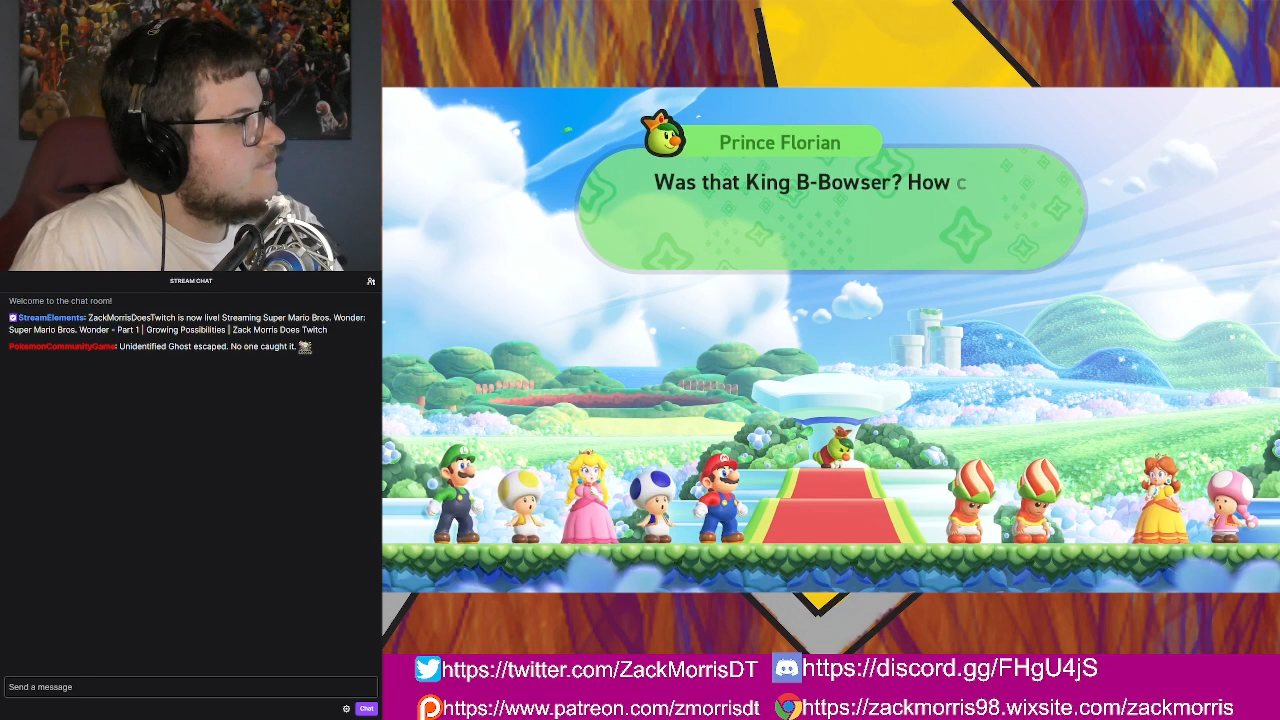 STREAM CHAT
Welcome to the chat room!
StreamElements: ZackMorrisDoesTwitch is now live! Streaming Super Mario Bros. Wonder:
Super Mario Bros. Wonder - Part 1 | Growing Possibilities | Zack Morris Does Twitch
PokemonCommunityGame: Unidentified Ghost escaped. No one caught it.
Send a message
Chat
Prince Florian
Was that King B-Bowser? How c
https://twitter.com/ZackMorrisDT
https://discord.gg/FHgU4jS
https://www.patreon.com/zmorrisdt
https://zackmorris98.wixsite.com/zackmorris